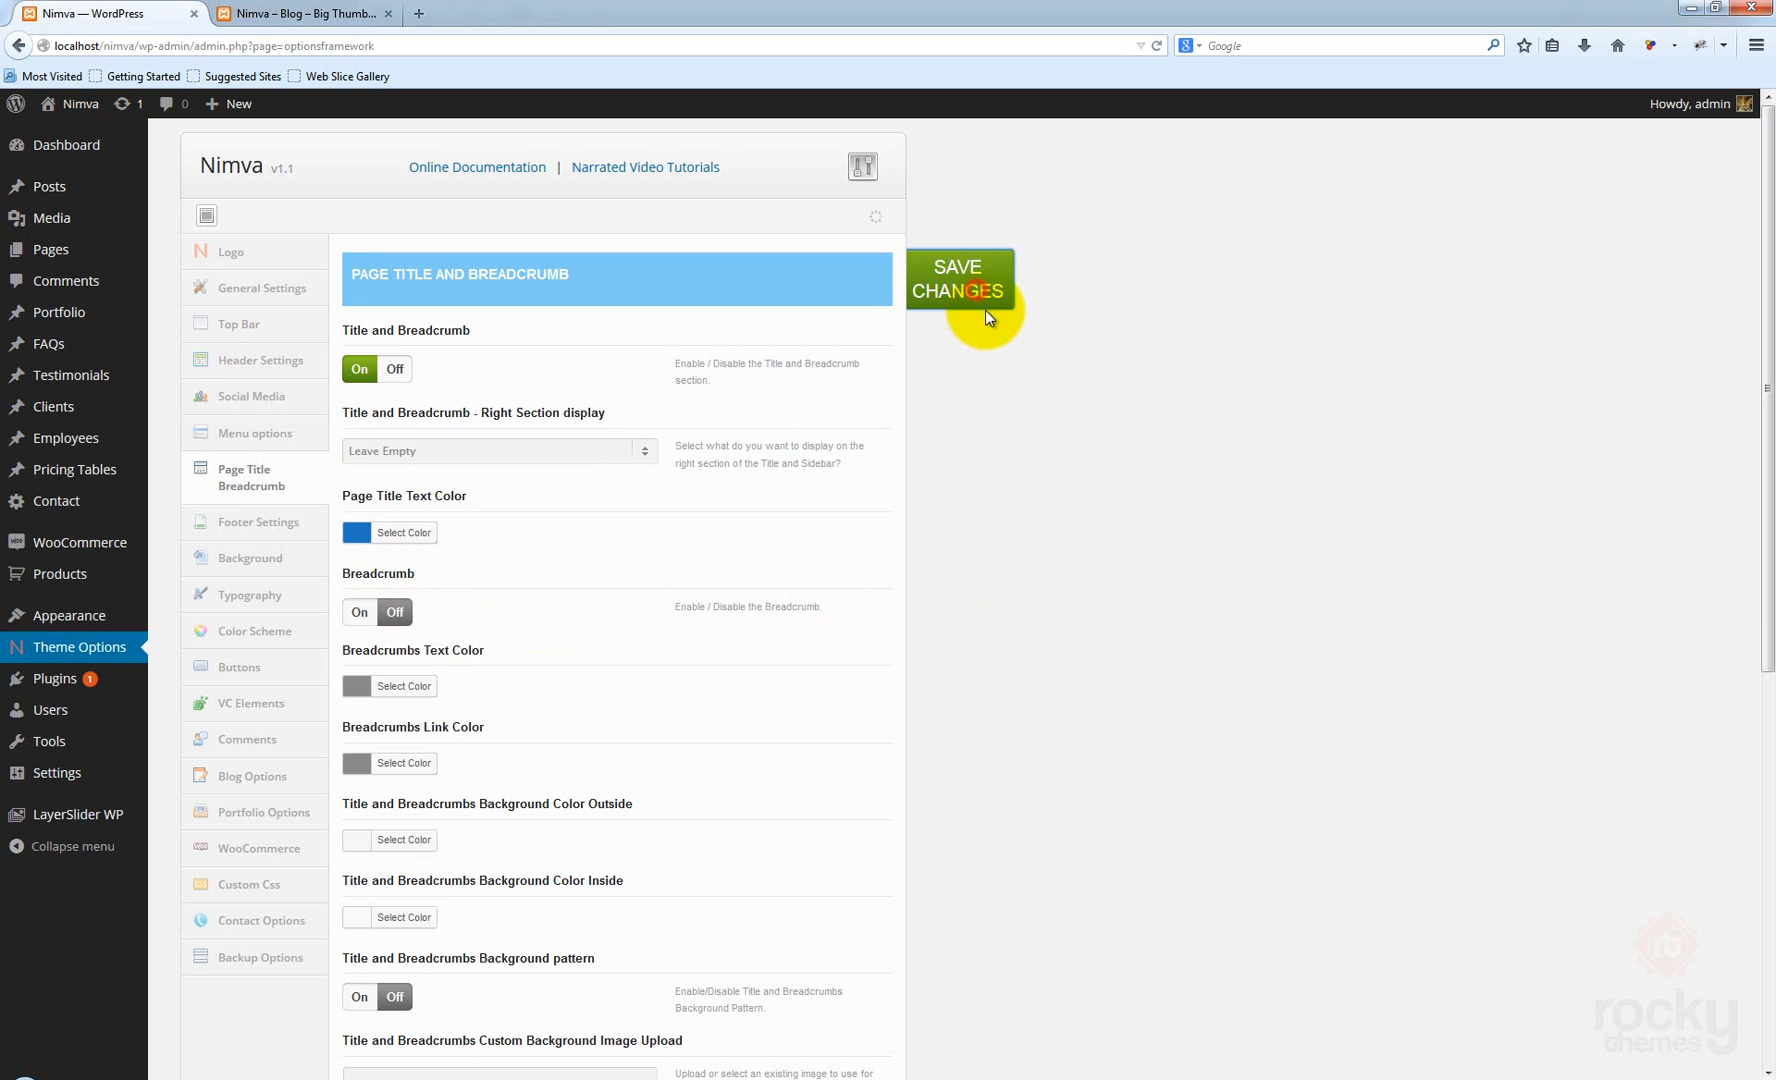 Nimva — WordPress
Nimva – Blog – Big Thumb...
localhost/nimva/wp-admin/admin.php?page=optionsframework
Google
Most Visited
Getting Started
Suggested Sites
Web Slice Gallery
Nimva
1
0
New
Howdy, admin
Dashboard
Posts
Media
Pages
Comments
Portfolio
FAQs
Testimonials
Clients
Employees
Pricing Tables
Contact
WooCommerce
Products
Appearance
Theme Options
Plugins 1
Users
Tools
Settings
LayerSlider WP
Collapse menu
Nimva v1.1
Online Documentation | Narrated Video Tutorials
Logo
General Settings
Top Bar
Header Settings
Social Media
Menu options
Page Title
Breadcrumb
Footer Settings
Background
Typography
Color Scheme
Buttons
VC Elements
Comments
Blog Options
Portfolio Options
WooCommerce
Custom Css
Contact Options
Backup Options
PAGE TITLE AND BREADCRUMB
SAVE
CHANGES
Title and Breadcrumb
On Off
Enable / Disable the Title and Breadcrumb
section.
Title and Breadcrumb - Right Section display
Leave Empty
Select what do you want to display on the
right section of the Title and Sidebar?
Page Title Text Color
Select Color
Breadcrumb
On Off
Enable / Disable the Breadcrumb.
Breadcrumbs Text Color
Select Color
Breadcrumbs Link Color
Select Color
Title and Breadcrumbs Background Color Outside
Select Color
Title and Breadcrumbs Background Color Inside
Select Color
Title and Breadcrumbs Background pattern
On Off
Enable/Disable Title and Breadcrumbs
Background Pattern.
Title and Breadcrumbs Custom Background Image Upload
Upload or select an existing image to use for
rocky
themes